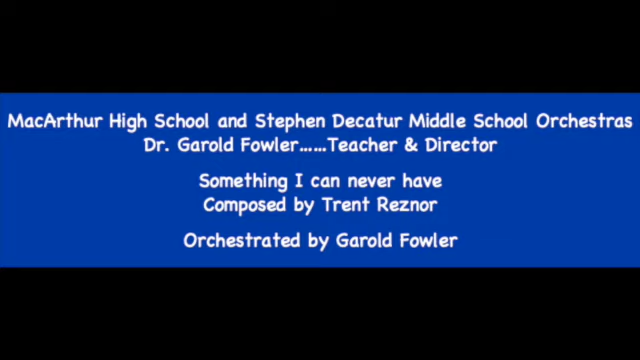 MacArthur High School and Stephen Decatur Middle School Orchestras
Dr. Garold Fowler......Teacher & Director
Something I can never have
Composed by Trent Reznor
Orchestrated by Garold Fowler